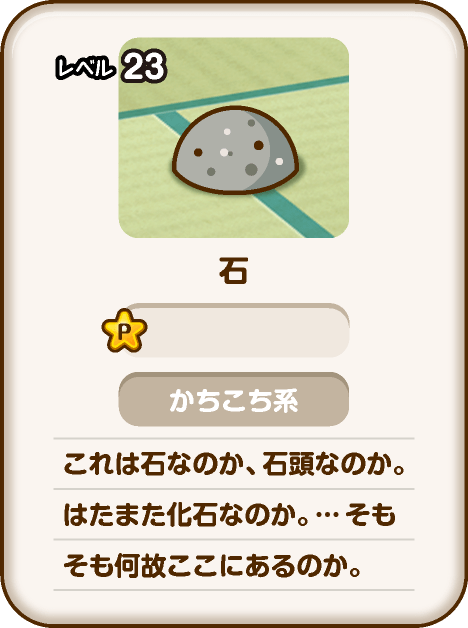 レベル 23
石
P
かちこち系
これは石なのか、石頭なのか。
はたまた化石なのか。… そも
そも何故ここにあるのか。